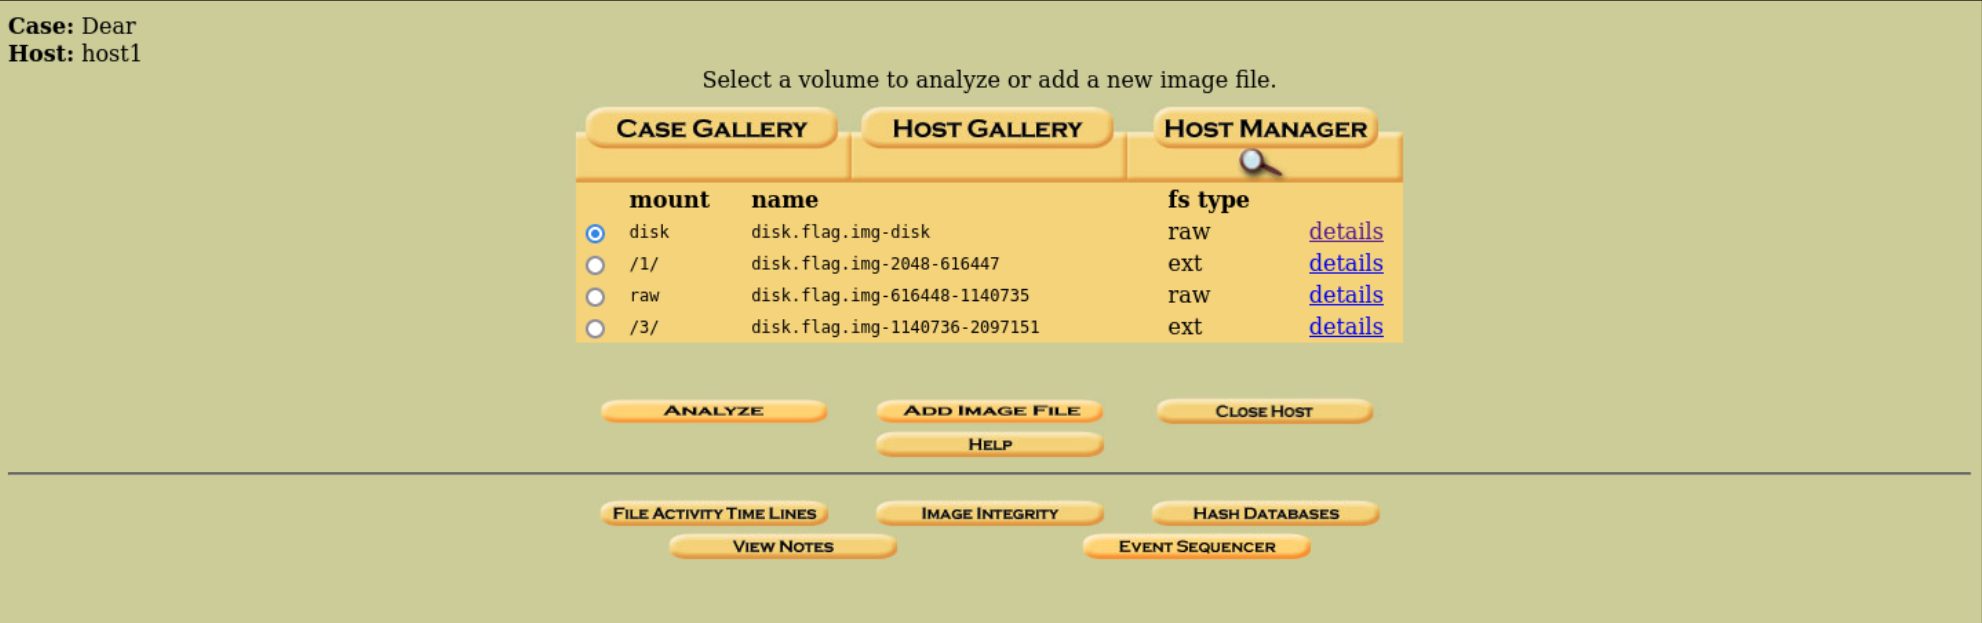 Case: Dear
Host: host1
Select a volume to analyze or add a new image file.
CASE GALLERY HOST GALLERY HOST MANAGER
mount name fs type
disk disk.flag.img-disk raw details
/1/ disk.flag.img-2048-616447 ext details
raw disk.flag.img-616448-1140735 raw details
/3/ disk.flag.img-1140736-2097151 ext details
ANALYZE ADD IMAGE FILE CLOSE HOST
HELP
FILE ACTIVITY TIME LINES IMAGE INTEGRITY HASH DATABASES
VIEW NOTES EVENT SEQUENCER